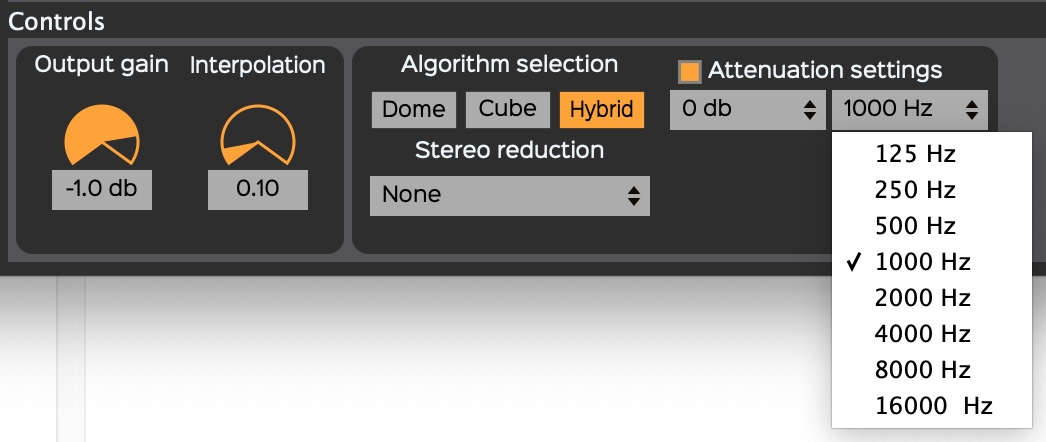 Controls
Output gain
Interpolation
-1.0 db
0.10
Algorithm selection
Dome
Cube
Hybrid
Stereo reduction
None
Attenuation settings
0 db
1000 Hz
125 Hz
250 Hz
500 Hz
✓ 1000 Hz
2000 Hz
4000 Hz
8000 Hz
16000  Hz